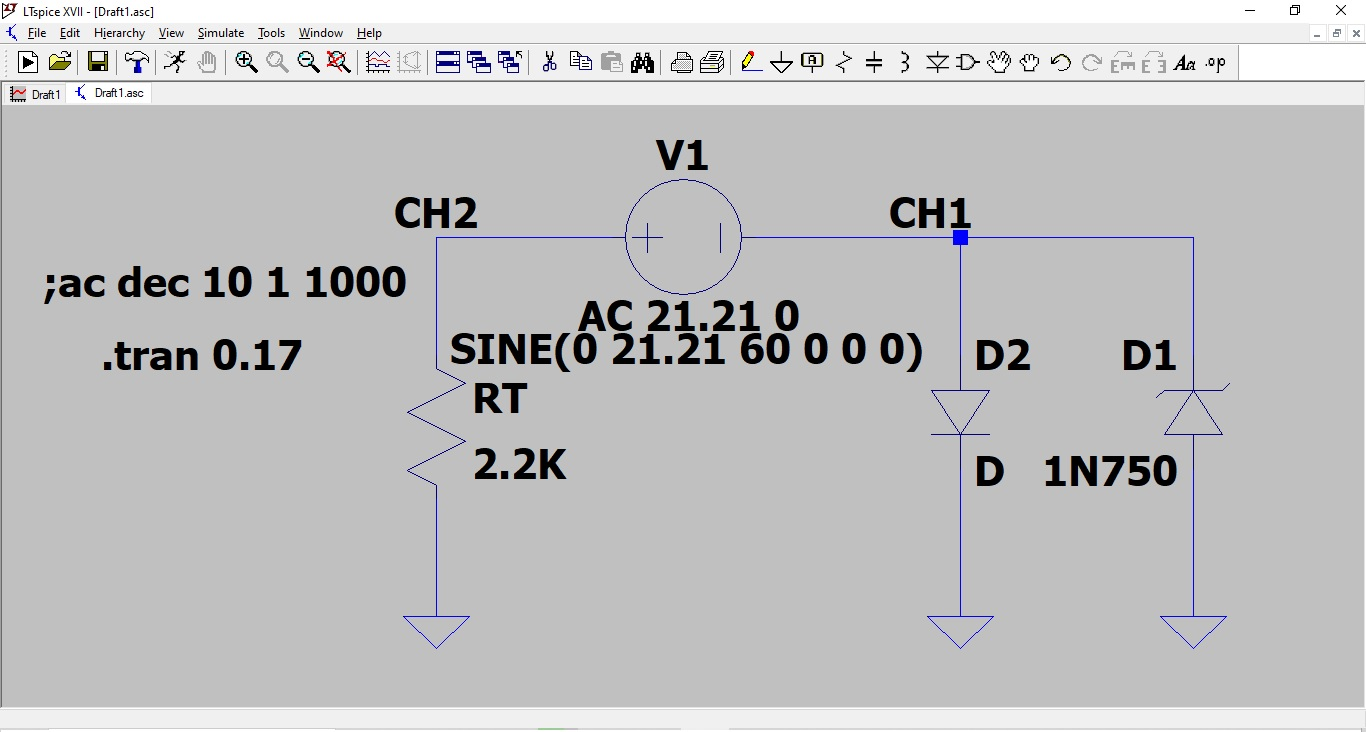 LTspice XVII - [Draft1.asc]
File Edit Hierarchy View Simulate Tools Window Help
Aa .op
Draft1 Draft1.asc
V1
CH2 CH1
;ac dec 10 1 1000
AC 21.21 0
.tran 0.17 SINE(0 21.21 60 0 0 0) D2 D1
RT
2.2K D 1N750